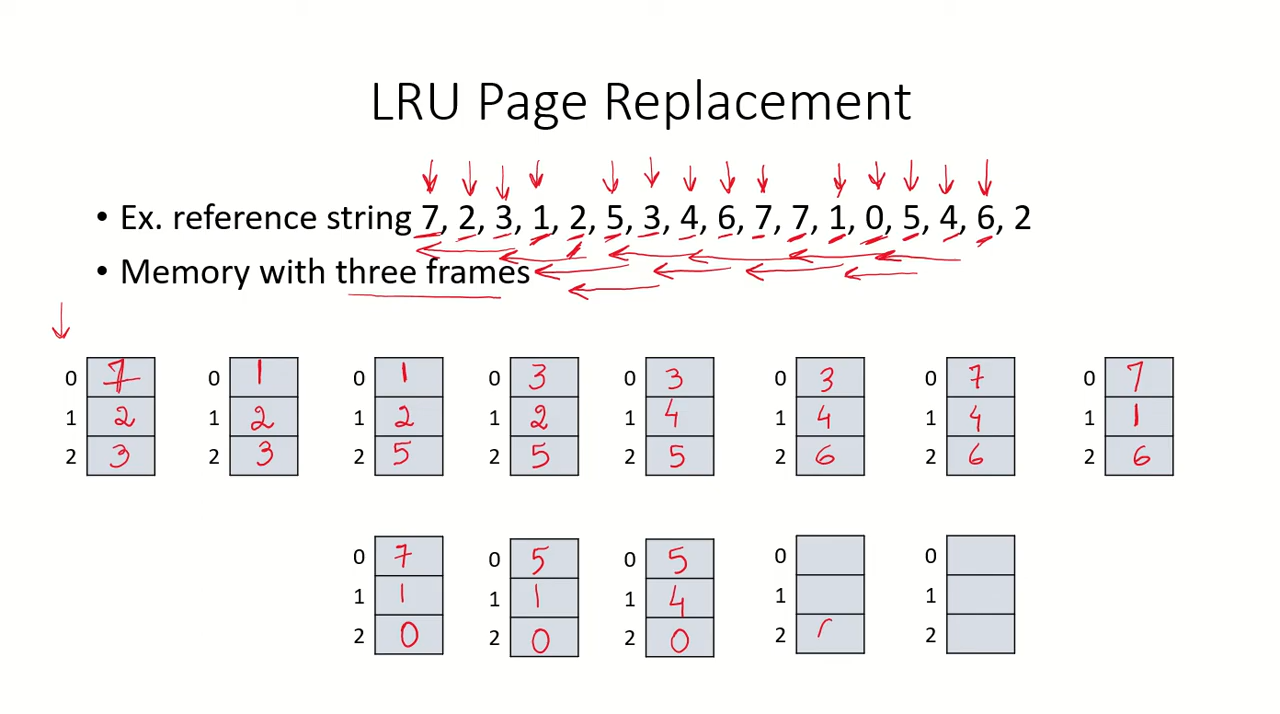 LRU Page Replacement
• Ex. reference string 7, 2, 3, 1, 2, 5, 3, 4, 6, 7, 7, 1, 0, 5, 4, 6, 2
• Memory with three frames
0 7 0 1 0 1 0 3 0 3 0 3 0 7 0 7
1 2 1 2 1 2 1 2 1 4 1 4 1 4 1 1
2 3 2 3 2 5 2 5 2 5 2 6 2 6 2 6
0 7 0 5 0 5 0 0
1 1 1 1 1 4 1 1
2 0 2 0 2 0 2 2